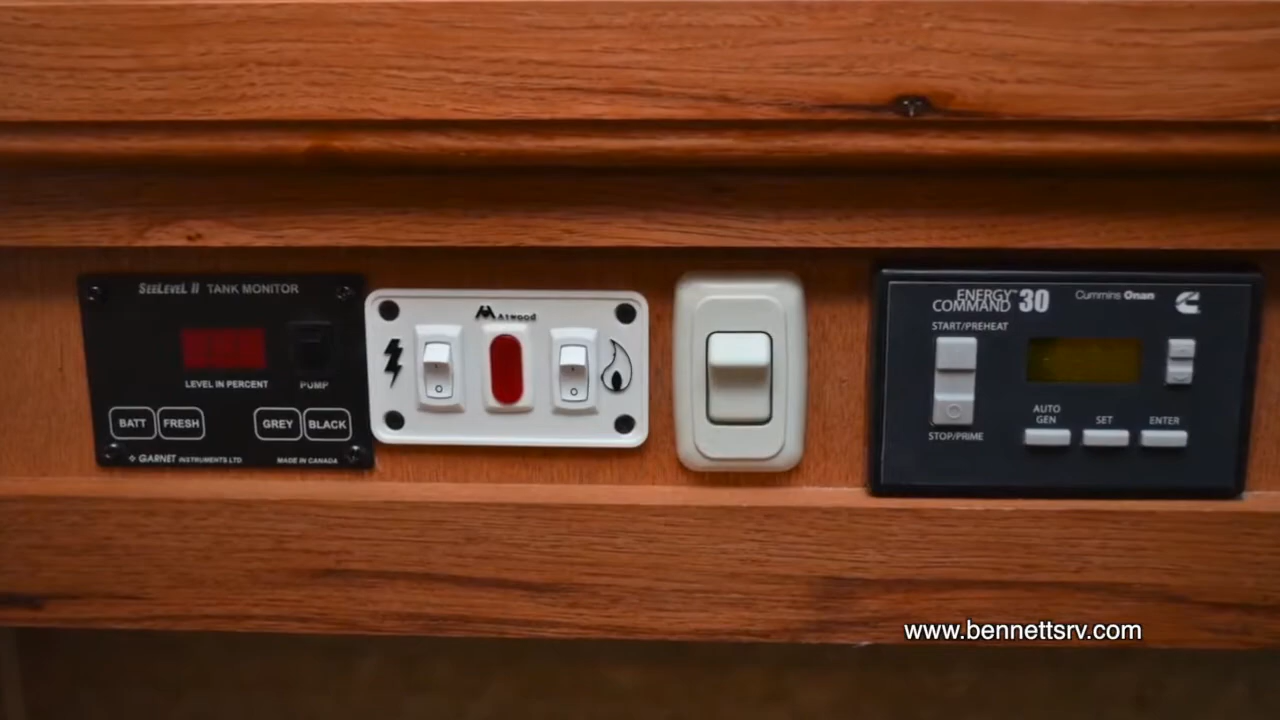 SEELEVEL II TANK MONITOR
LEVEL IN PERCENT
PUMP
BATT
FRESH
GREY
BLACK
GARNET INSTRUMENTS LTD
MADE IN CANADA
Atwood
ENERGY™
COMMAND 30
Cummins Onan
START/PREHEAT
STOP/PRIME
AUTO
GEN
SET
ENTER
www.bennettsrv.com